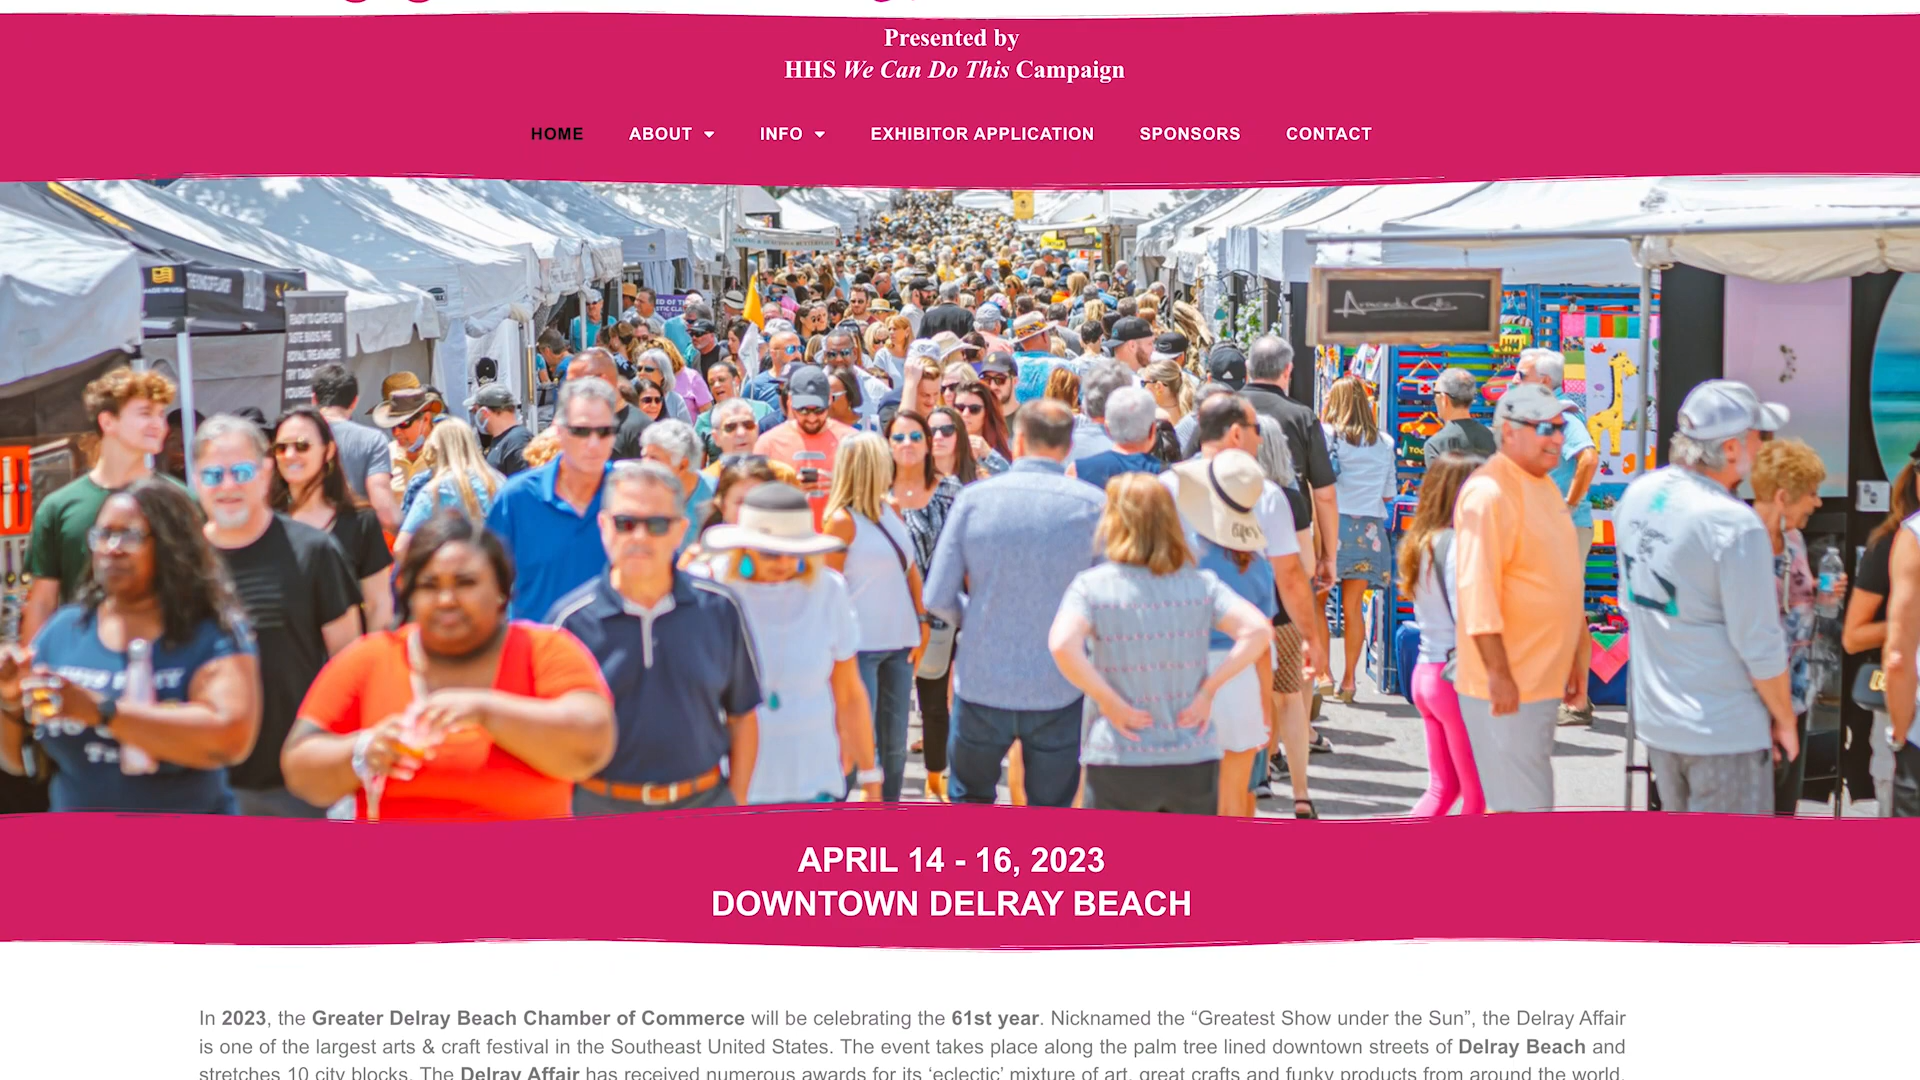 Presented by
HHS We Can Do This Campaign
HOME ABOUT INFO EXHIBITOR APPLICATION SPONSORS CONTACT
APRIL 14 - 16, 2023
DOWNTOWN DELRAY BEACH
In 2023, the Greater Delray Beach Chamber of Commerce will be celebrating the 61st year. Nicknamed the “Greatest Show under the Sun”, the Delray Affair
is one of the largest arts & craft festival in the Southeast United States. The event takes place along the palm tree lined downtown streets of Delray Beach and
stretches 10 city blocks. The Delray Affair has received numerous awards for its ‘eclectic’ mixture of art, great crafts and funky products from around the world.